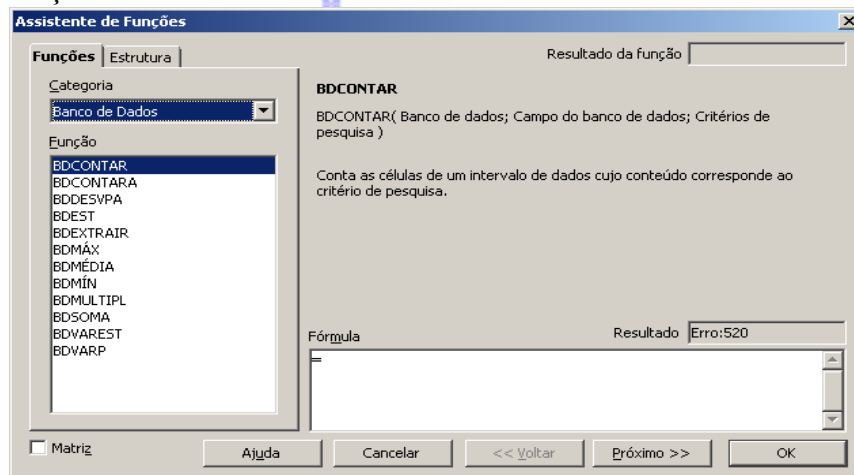 Assistente de Funções
Funções Estrutura
Resultado da função
Categoria
Banco de Dados
Função
BDCONTAR
BDCONTARA
BDDESVPA
BDEST
BDEXTRAIR
BDMÁX
BDMÉDIA
BDMÍN
BDMULTIPL
BDSOMA
BDVAREST
BDVARP
BDCONTAR
BDCONTAR( Banco de dados; Campo do banco de dados; Critérios de
pesquisa )
Conta as células de um intervalo de dados cujo conteúdo corresponde ao
critério de pesquisa.
Fórmula
Resultado Erro:520
=
Matriz
Ajuda
Cancelar
<< Voltar
Próximo >>
OK